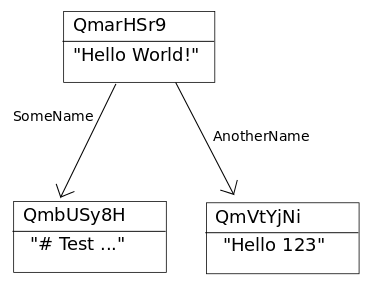 QmarHSr9
"Hello World!"
SomeName
AnotherName
QmbUSy8H
"# Test ..."
QmVtYjNi
"Hello 123"